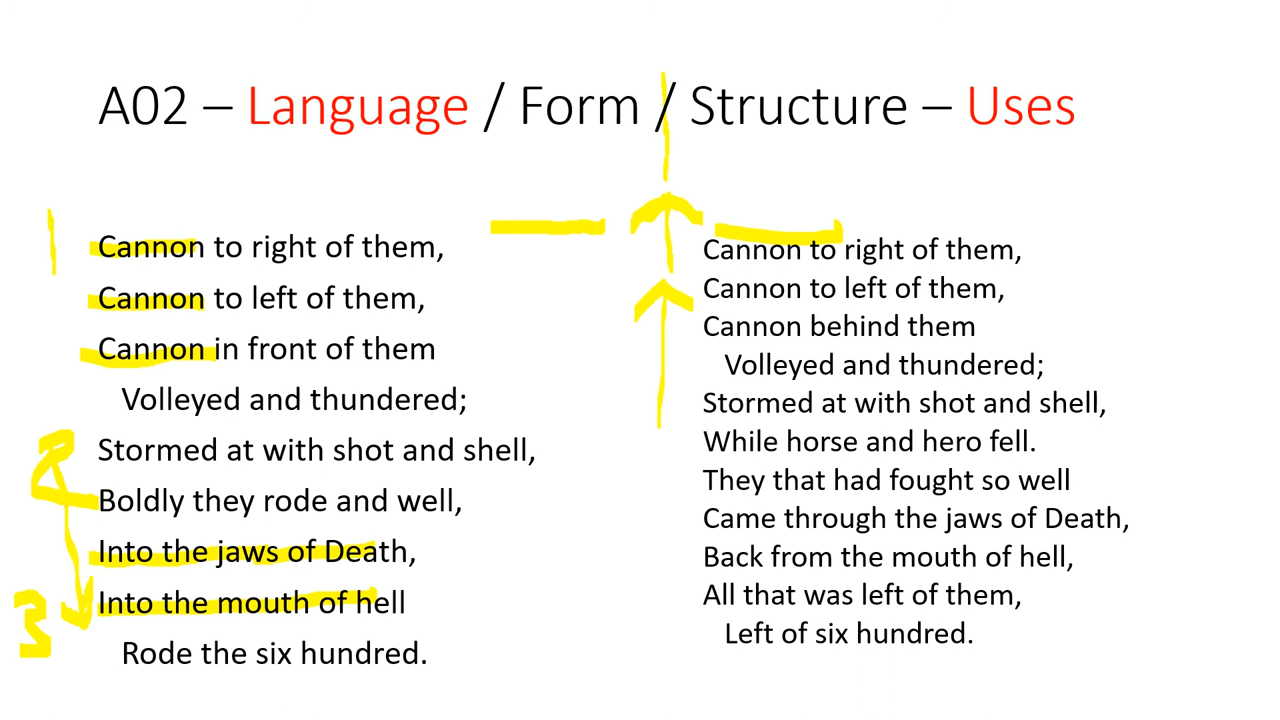 A02 – Language / Form / Structure – Uses
1
Cannon to right of them,
Cannon to left of them,
Cannon in front of them
Volleyed and thundered;
Stormed at with shot and shell,
Boldly they rode and well,
Into the jaws of Death,
Into the mouth of hell
3
Rode the six hundred.
Cannon to right of them,
Cannon to left of them,
Cannon behind them
Volleyed and thundered;
Stormed at with shot and shell,
While horse and hero fell.
They that had fought so well
Came through the jaws of Death,
Back from the mouth of hell,
All that was left of them,
Left of six hundred.